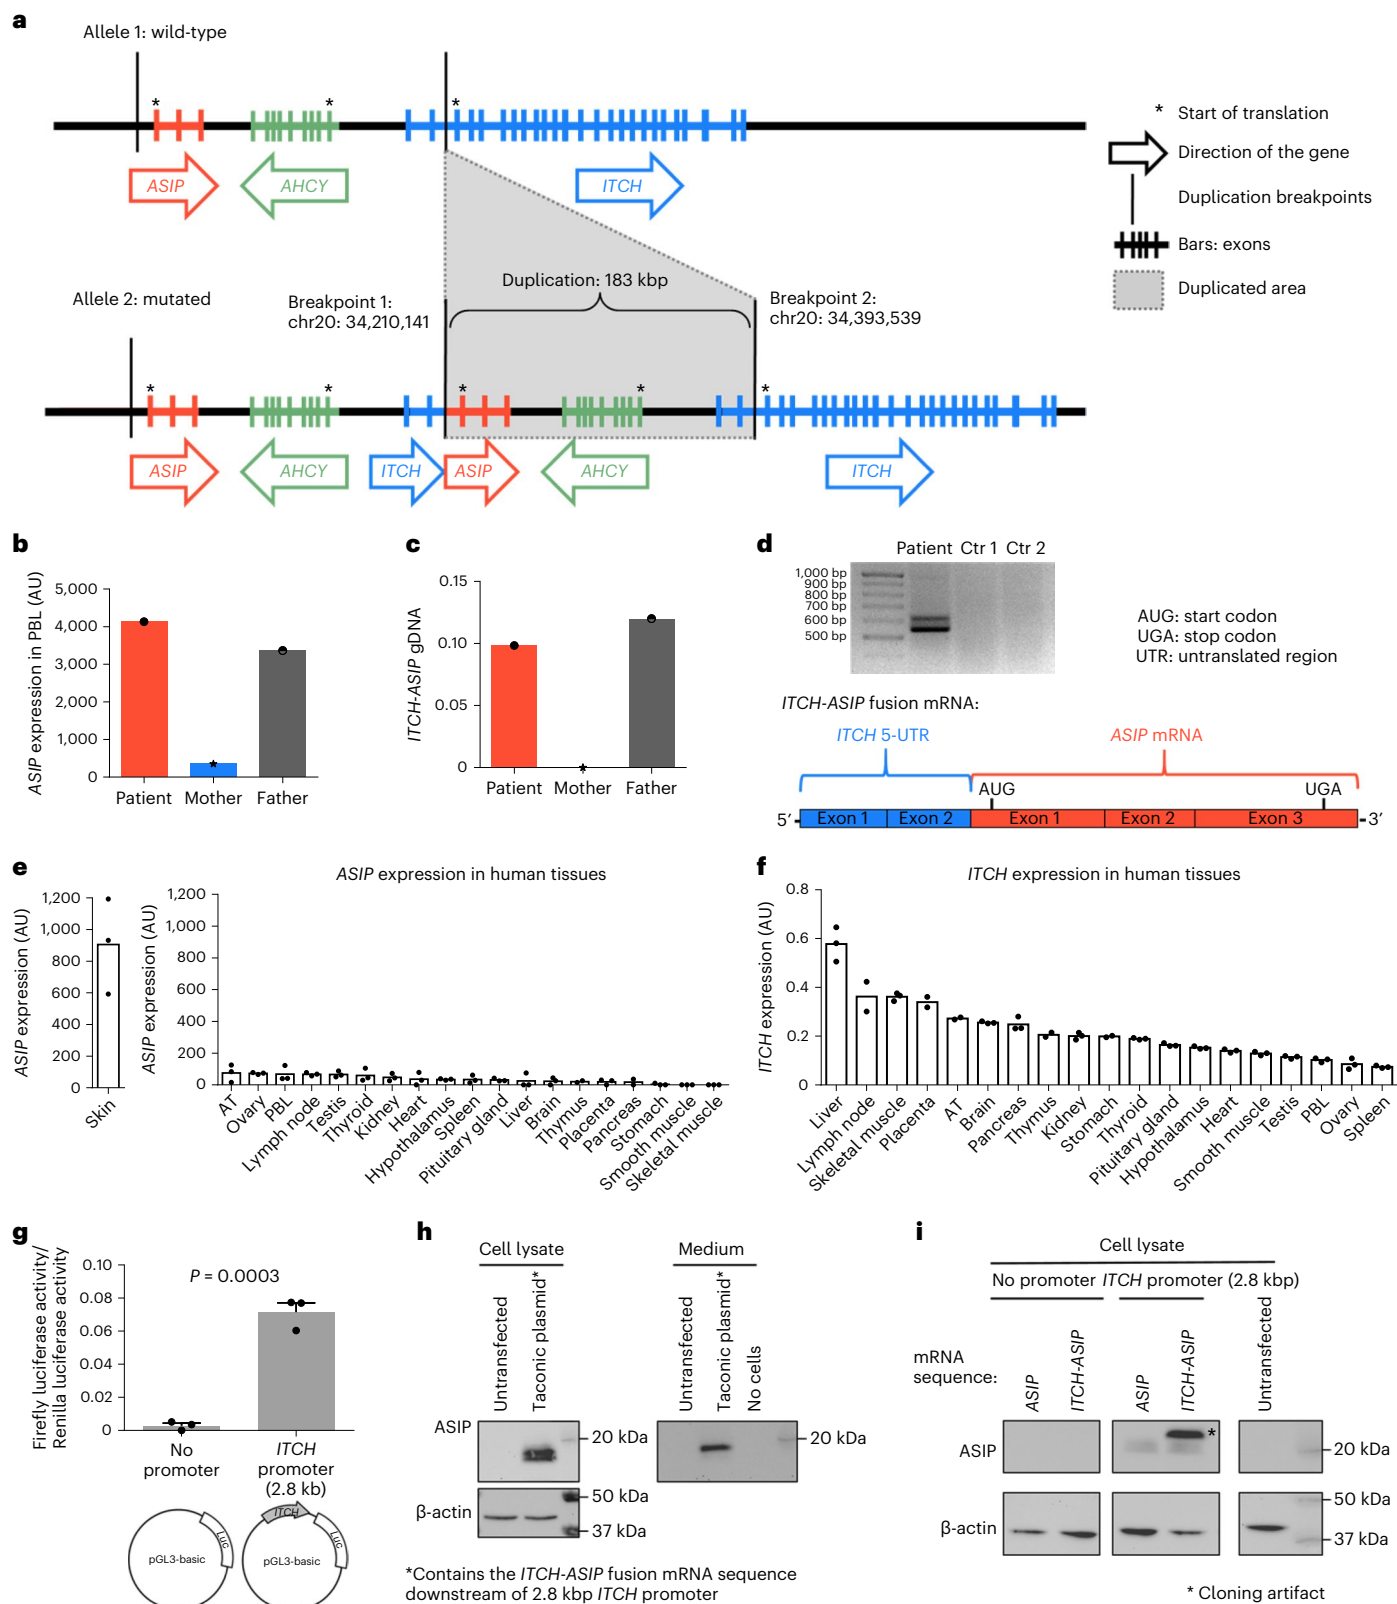 a
Allele 1: wild-type
* * *
ASIP AHCY ITCH
* Start of translation
Direction of the gene
Duplication breakpoints
Bars: exons
Duplicated area
Allele 2: mutated
Breakpoint 1:
chr20: 34,210,141
Duplication: 183 kbp
Breakpoint 2:
chr20: 34,393,539
* * * * *
ASIP AHCY ITCH ASIP AHCY ITCH
b
ASIP expression in PBL (AU)
5,000
4,000
3,000
2,000
1,000
0
Patient Mother Father
c
ITCH-ASIP gDNA
0.15
0.10
0.05
0
Patient Mother Father
d
Patient Ctr 1 Ctr 2
1,000 bp
900 bp
800 bp
700 bp
600 bp
500 bp
AUG: start codon
UGA: stop codon
UTR: untranslated region
ITCH-ASIP fusion mRNA:
ITCH 5-UTR ASIP mRNA
AUG UGA
5′ Exon 1 Exon 2 Exon 1 Exon 2 Exon 3 3′
e
ASIP expression (AU)
1,200
1,000
800
600
400
200
0
Skin
ASIP expression in human tissues
ASIP expression (AU)
1,200
1,000
800
600
400
200
0
AT
Ovary
PBL
Lymph node
Testis
Thyroid
Kidney
Heart
Hypothalamus
Spleen
Pituitary gland
Liver
Brain
Thymus
Placenta
Pancreas
Stomach
Smooth muscle
Skeletal muscle
f
ITCH expression in human tissues
ITCH expression (AU)
0.8
0.6
0.4
0.2
0
Liver
Lymph node
Skeletal muscle
Placenta
AT
Brain
Pancreas
Thymus
Kidney
Stomach
Thyroid
Pituitary gland
Hypothalamus
Heart
Smooth muscle
Testis
PBL
Ovary
Spleen
g
Firefly luciferase activity/
Renilla luciferase activity
0.10
0.08
0.06
0.04
0.02
0
P = 0.0003
No
promoter
ITCH
promoter
(2.8 kb)
Luc
pGL3-basic
ITCH
Luc
pGL3-basic
h
Cell lysate Medium
Untransfected
Taconic plasmid*
Untransfected
Taconic plasmid*
No cells
ASIP
20 kDa
20 kDa
β-actin
50 kDa
37 kDa
*Contains the ITCH-ASIP fusion mRNA sequence
downstream of 2.8 kbp ITCH promoter
i
Cell lysate
No promoter ITCH promoter (2.8 kbp)
mRNA
sequence:
ASIP
ITCH-ASIP
ASIP
ITCH-ASIP
Untransfected
ASIP
*
20 kDa
β-actin
50 kDa
37 kDa
* Cloning artifact